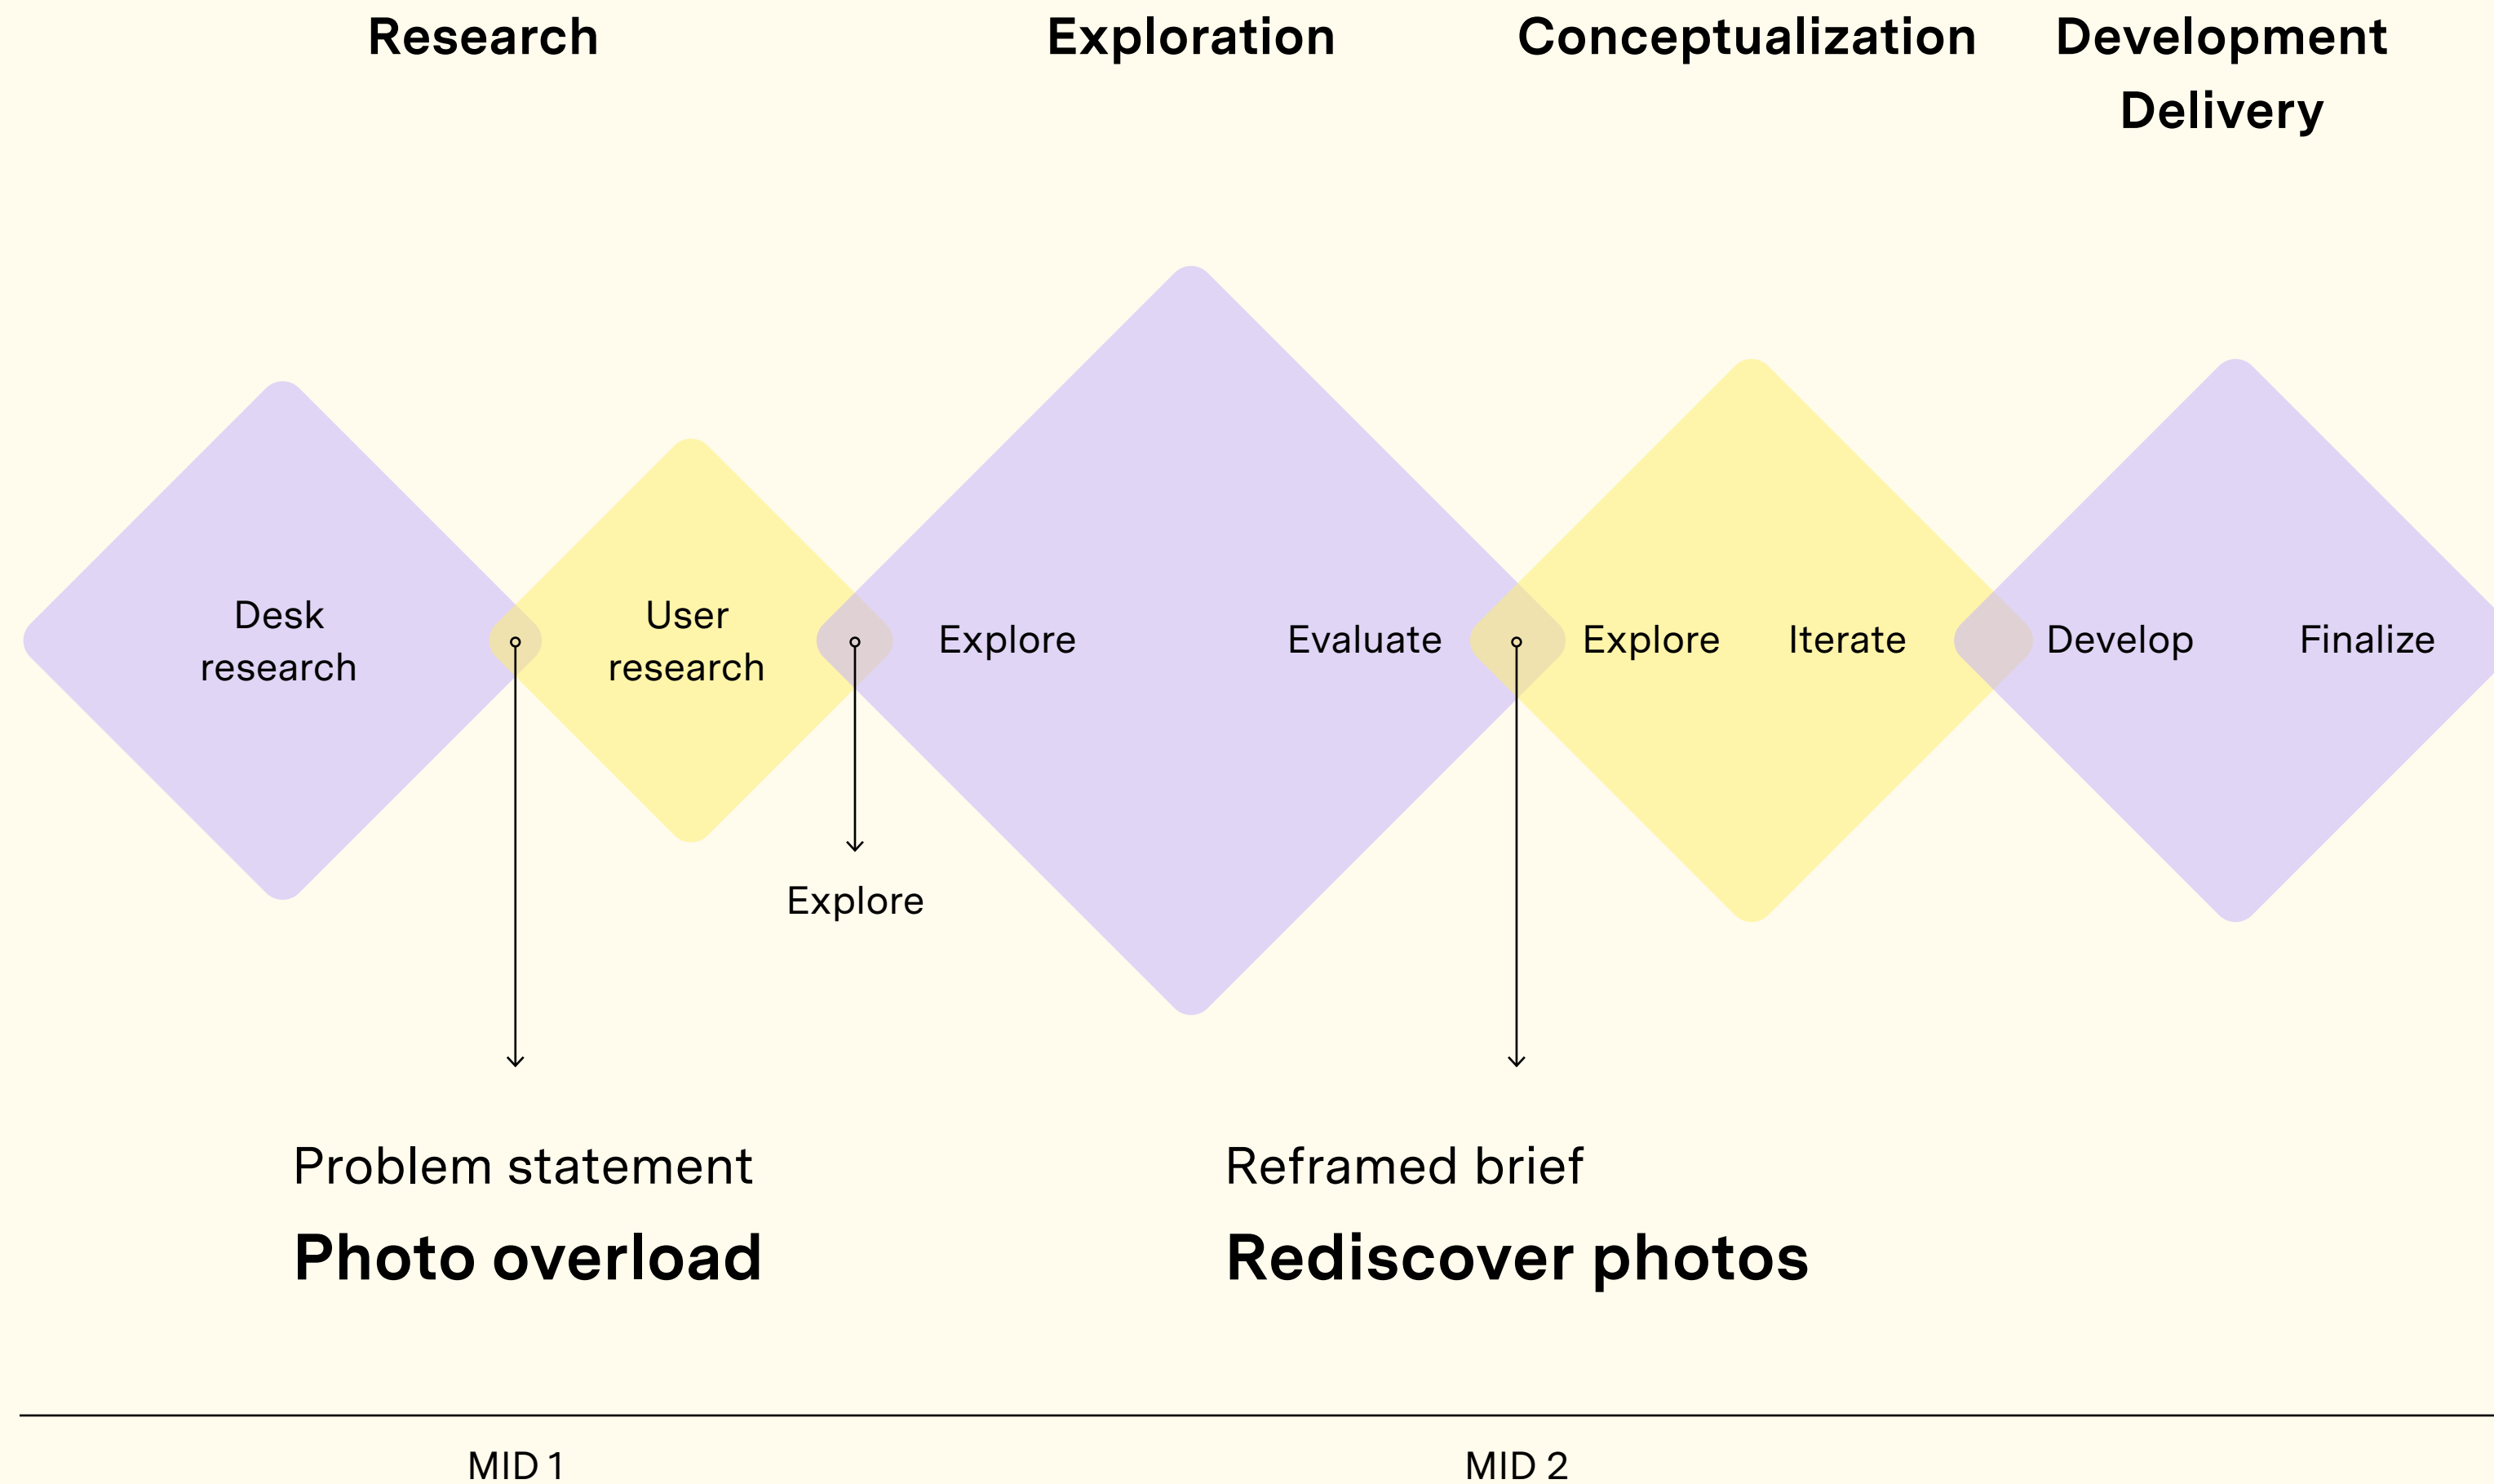 Research
Exploration
Conceptualization
Development
Delivery
Desk
research
User
research
Explore
Evaluate
Explore
Iterate
Develop
Finalize
Explore
Problem statement
Photo overload
Reframed brief
Rediscover photos
MID 1
MID 2